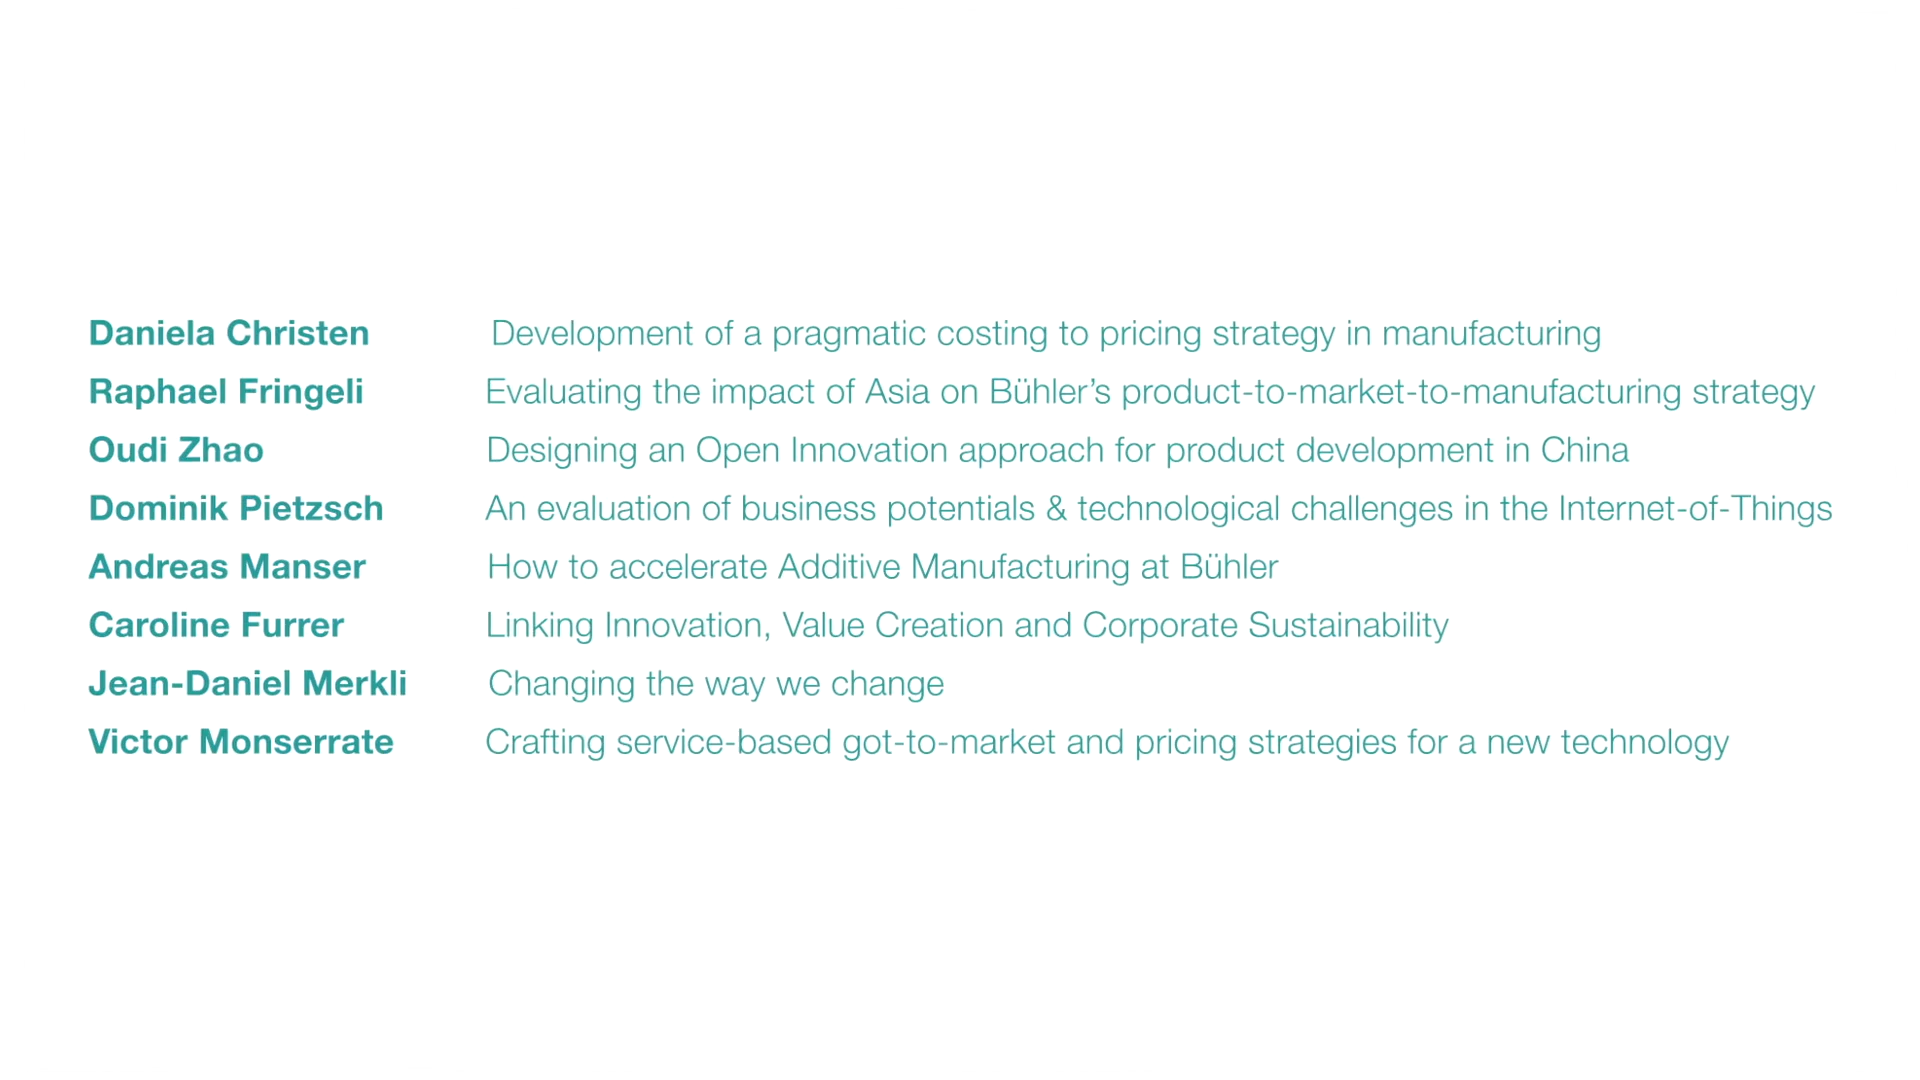 Daniela Christen Development of a pragmatic costing to pricing strategy in manufacturing
Raphael Fringeli Evaluating the impact of Asia on Bühler’s product-to-market-to-manufacturing strategy
Oudi Zhao Designing an Open Innovation approach for product development in China
Dominik Pietzsch An evaluation of business potentials & technological challenges in the Internet-of-Things
Andreas Manser How to accelerate Additive Manufacturing at Bühler
Caroline Furrer Linking Innovation, Value Creation and Corporate Sustainability
Jean-Daniel Merkli Changing the way we change
Victor Monserrate Crafting service-based got-to-market and pricing strategies for a new technology